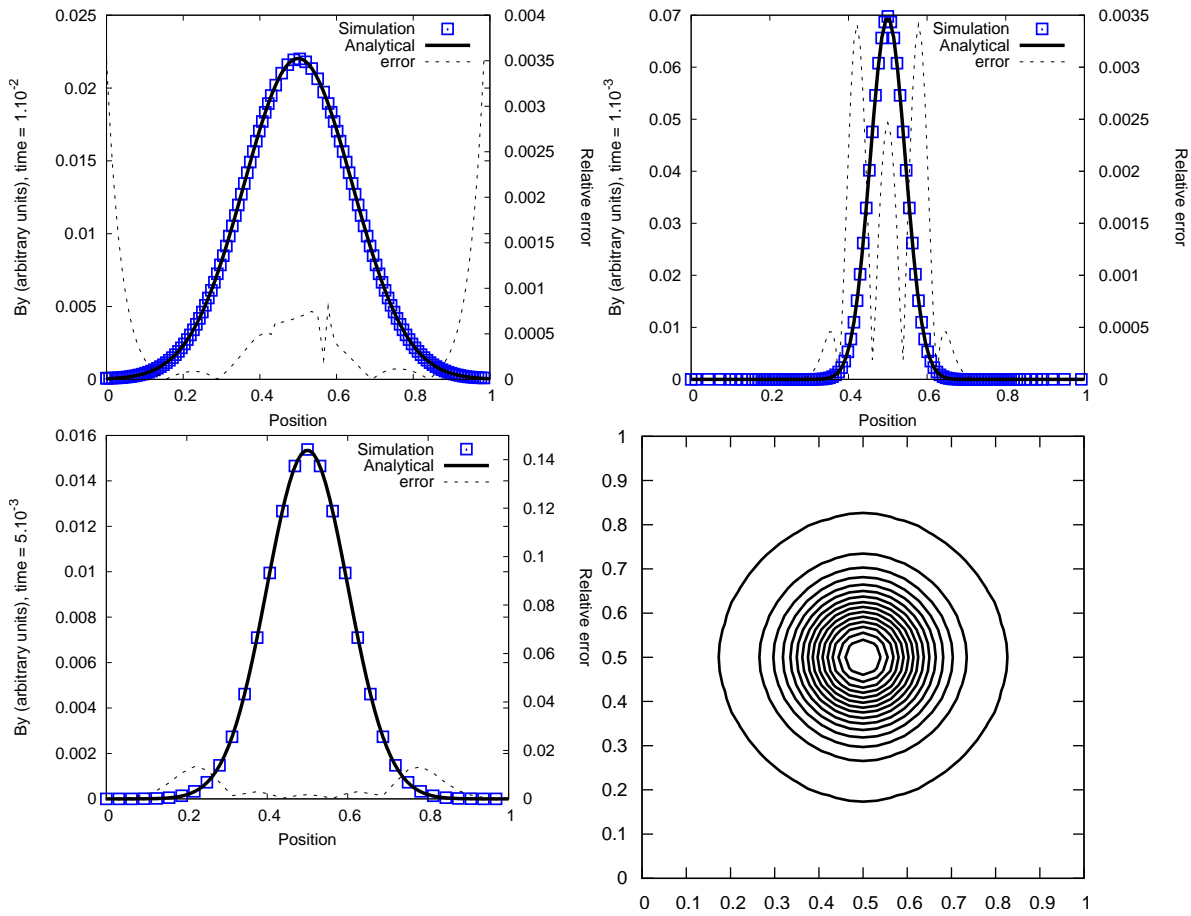 0.025
0.02
0.015
0.01
0.005
0
By (arbitrary units), time = 1.10-2
Simulation
Analytical
error
0.004
0.0035
0.003
0.0025
0.002
0.0015
0.001
0.0005
0
Relative error
0 0.2 0.4 0.6 0.8 1
Position
0.07
0.06
0.05
0.04
0.03
0.02
0.01
0
By (arbitrary units), time = 1.10-3
Simulation
Analytical
error
0.0035
0.003
0.0025
0.002
0.0015
0.001
0.0005
0
Relative error
0 0.2 0.4 0.6 0.8 1
Position
0.016
0.014
0.012
0.01
0.008
0.006
0.004
0.002
0
By (arbitrary units), time = 5.10-3
Simulation
Analytical
error
0.14
0.12
0.1
0.08
0.06
0.04
0.02
0
Relative error
0 0.2 0.4 0.6 0.8 1
Position
1
0.9
0.8
0.7
0.6
0.5
0.4
0.3
0.2
0.1
0
0 0.1 0.2 0.3 0.4 0.5 0.6 0.7 0.8 0.9 1